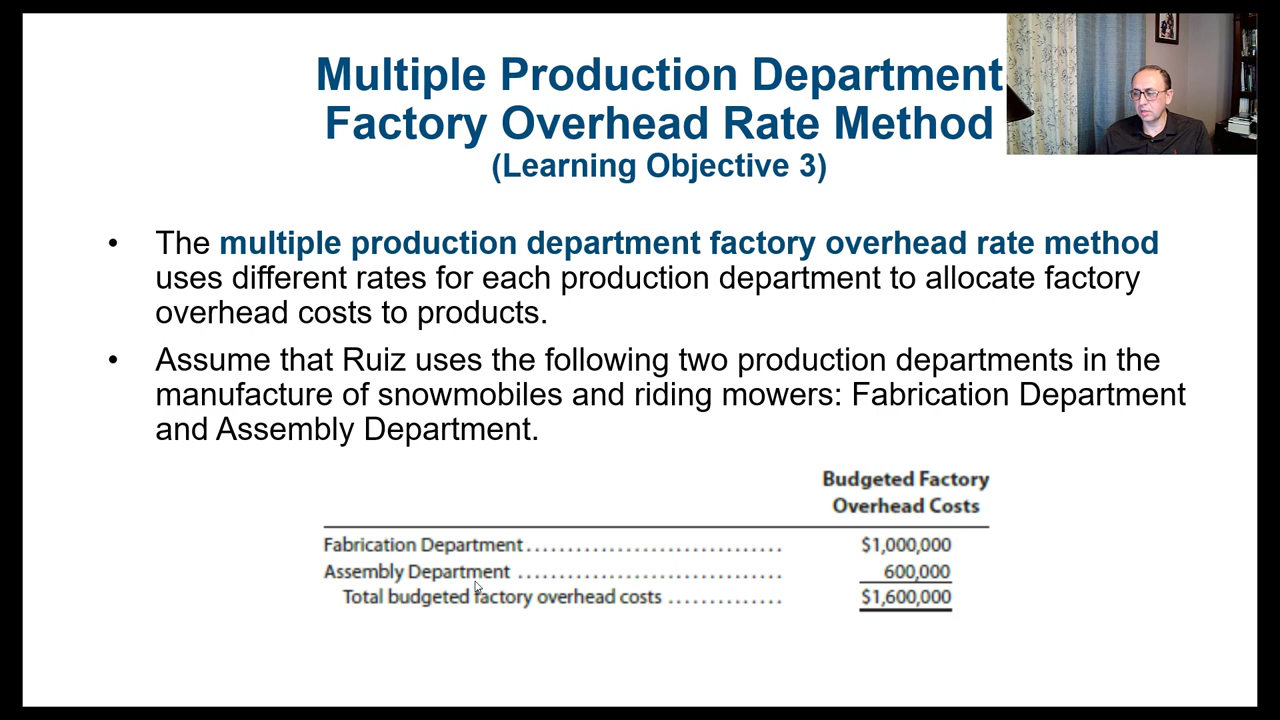 Multiple Production Department
Factory Overhead Rate Method
(Learning Objective 3)
• The multiple production department factory overhead rate method
uses different rates for each production department to allocate factory
overhead costs to products.
• Assume that Ruiz uses the following two production departments in the
manufacture of snowmobiles and riding mowers: Fabrication Department
and Assembly Department.
Budgeted Factory
Overhead Costs
Fabrication Department ............................... $1,000,000
Assembly Department ................................ 600,000
Total budgeted factory overhead costs .............. $1,600,000